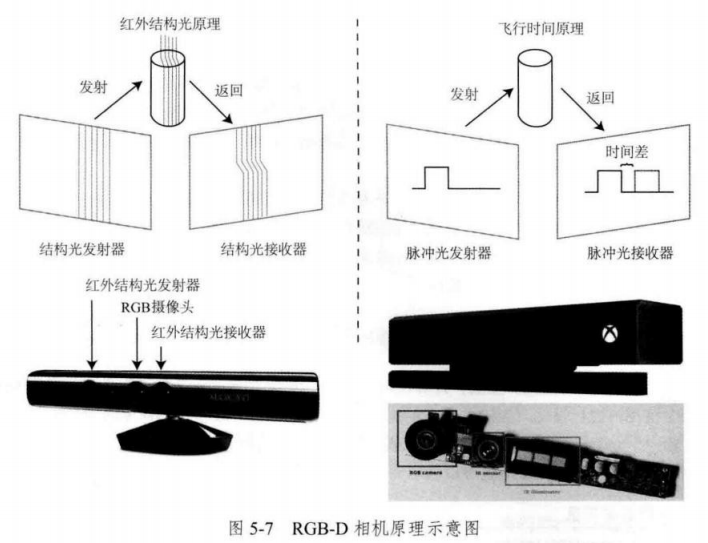 红外结构光原理
发射
返回
结构光发射器
结构光接收器
红外结构光发射器
RGB摄像头
红外结构光接收器
飞行时间原理
发射
返回
时间差
脉冲光发射器
脉冲光接收器
RGB camera
图 5-7 RGB-D 相机原理示意图